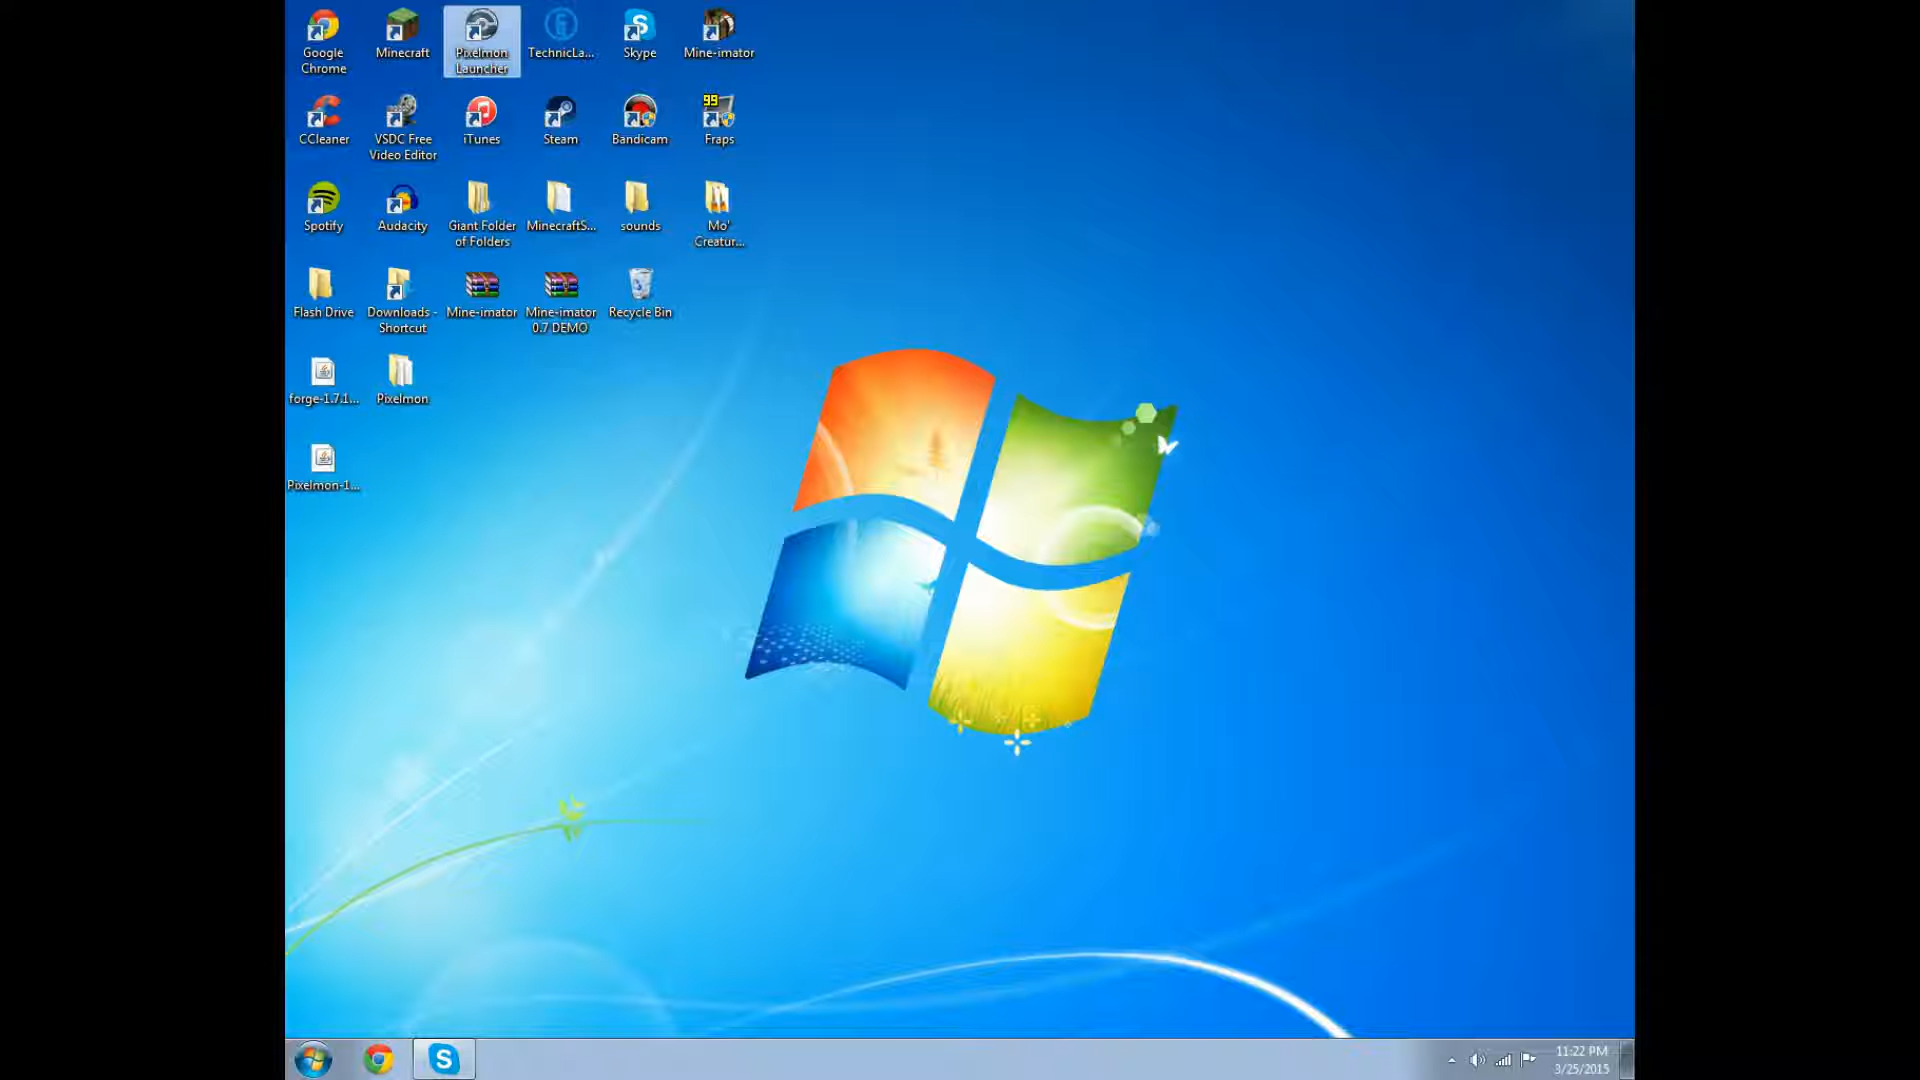 Google
Chrome
Minecraft
Pixelmon
Launcher
TechnicLa...
Skype
Mine-imator
CCleaner
VSDC Free
Video Editor
iTunes
Steam
Bandicam
99
Fraps
Spotify
Audacity
Giant Folder
of Folders
MinecraftS...
sounds
Mo'
Creatur...
Flash Drive
Downloads -
Shortcut
Mine-imator
Mine-imator
0.7 DEMO
Recycle Bin
forge-1.7.1...
Pixelmon
Pixelmon-1...
11:22 PM
3/25/2015